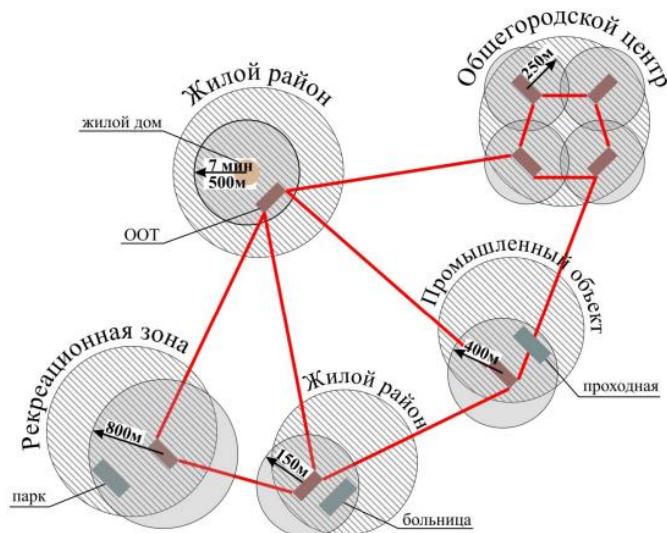 Общегородской центр
250м
Жилой район
жилой дом
7 мин
500м
ООТ
Промышленный объект
400м
проходная
Рекреационная зона
800м
парк
Жилой район
150м
больница